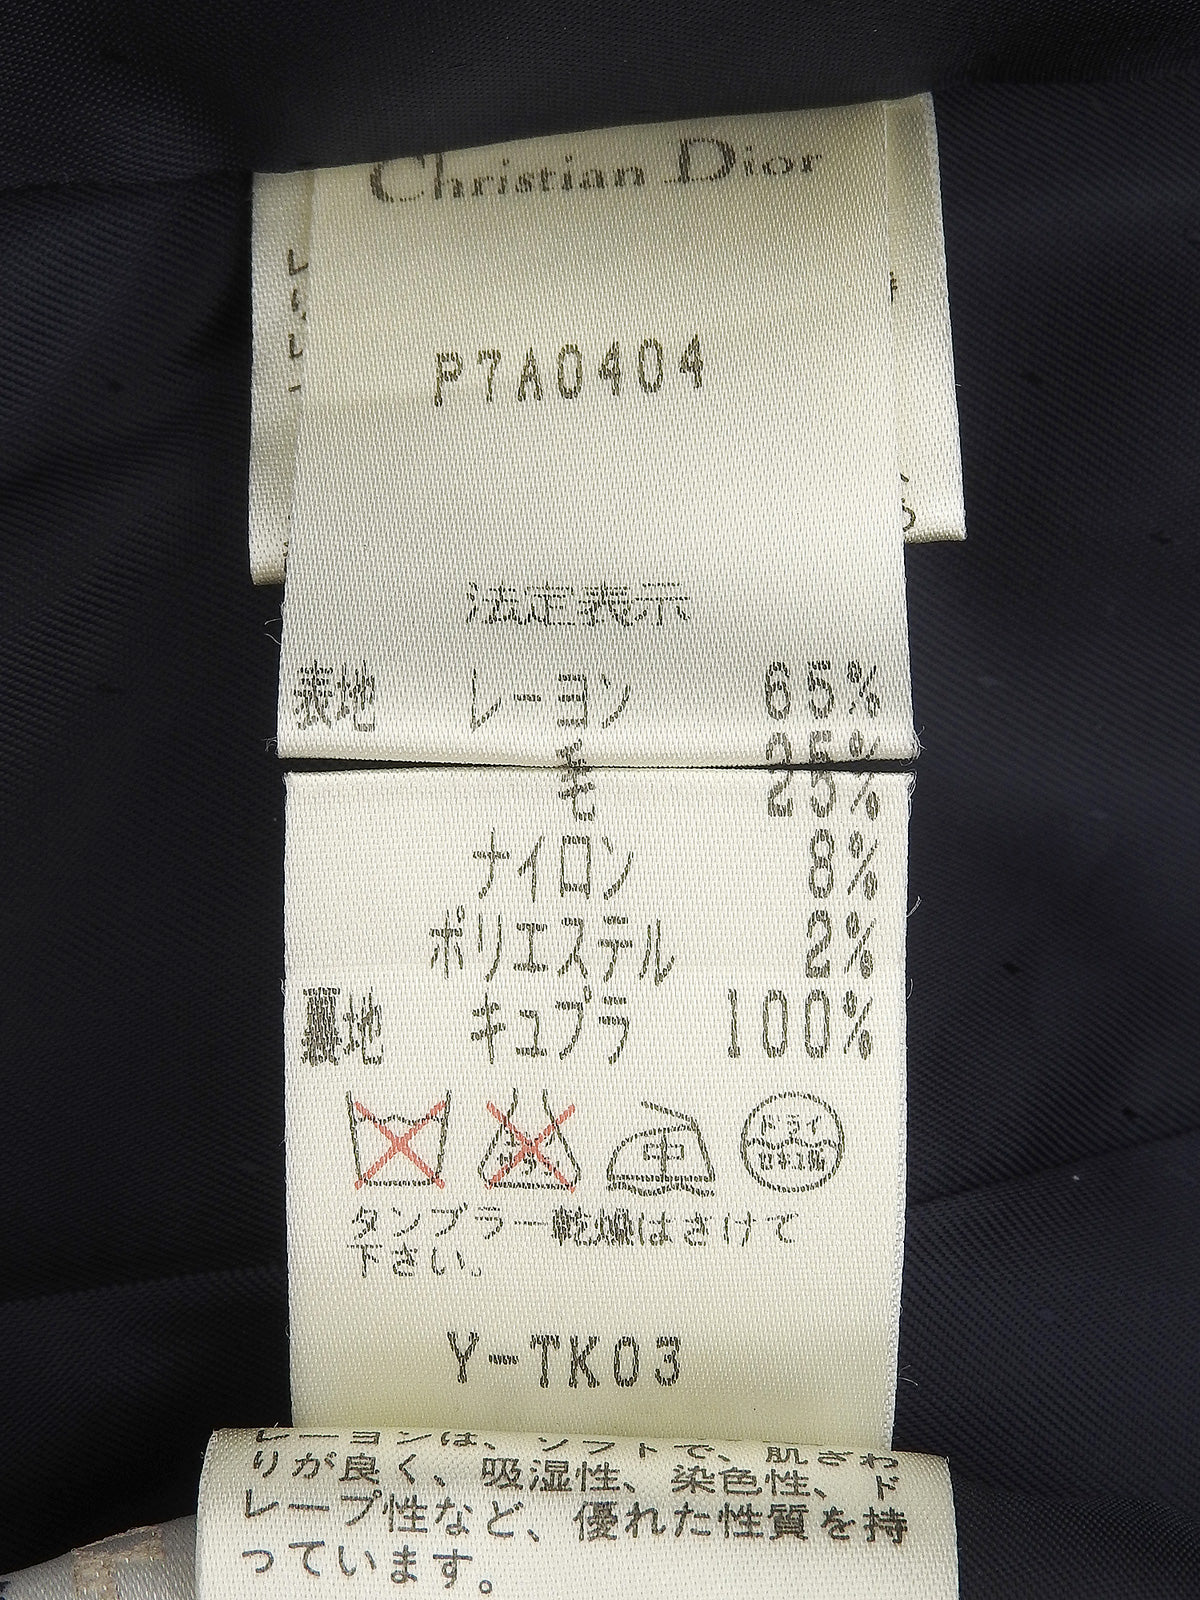 Christian Dior
P7A0404
法定表示
表地 レーヨン 65%
毛 25%
ナイロン 8%
ポリエステル 2%
裏地 キュプラ 100%
中 ドライ セキユ系
タンブラー乾燥はさけて
下さい。
Y-TK03
レーヨンは、ソフトで、肌ざわ
りが良く、吸湿性、染色性、ド
レープ性など、優れた性質を持
っています。